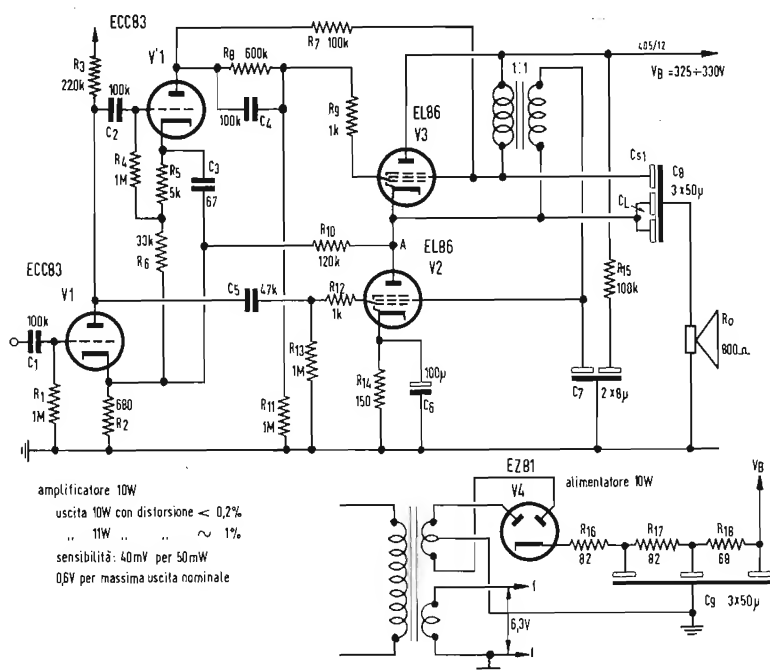 ECC83
R3
220k
100k
C2
V'1
R8 600k
R7 100k
100k
C4
R4
1M
R5
5k
C3
67
R9
1k
EL86
V3
1:1
405/12
VB = 325÷330V
Cs1
C8
3x50µ
CL
33k
R6
R10
120k
A
EL86
V2
R15
100k
ECC83
V1
100k
C1
C5 47k
R12
1k
R13
1M
R0
800Ω
R1
1M
680
R2
R11
1M
R14
150
100µ
C6
C7
2x8µ
amplificatore 10W
uscita 10W con distorsione < 0,2%
„ 11W „ „ ~ 1%
sensibilità: 40mV per 50mW
0,6V per massima uscita nominale
EZ81
V4
alimentatore 10W
VB
R16
82
R17
82
R18
68
C9 3x50µ
f
6,3V
f